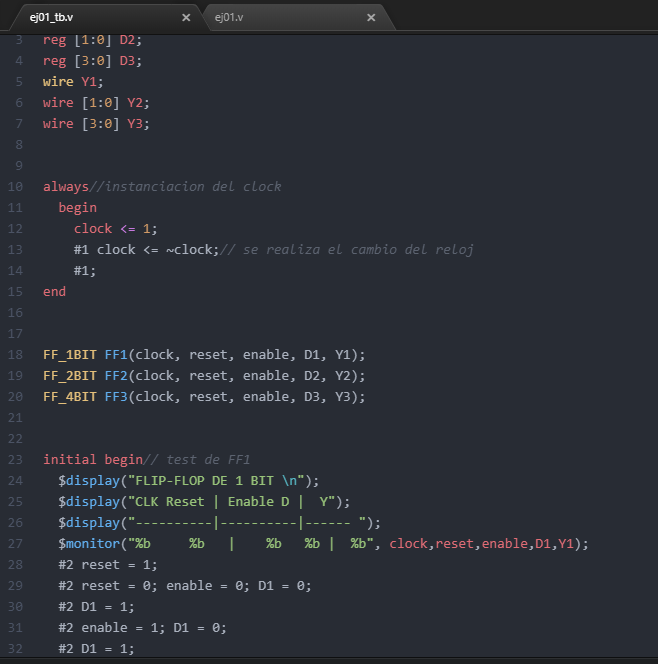 ej01_tb.v × ej01.v ×
3 reg [1:0] D2;
4 reg [3:0] D3;
5 wire Y1;
6 wire [1:0] Y2;
7 wire [3:0] Y3;
8
9
10 always//instanciacion del clock
11 begin
12 clock <= 1;
13 #1 clock <= ~clock;// se realiza el cambio del reloj
14 #1;
15 end
16
17
18 FF_1BIT FF1(clock, reset, enable, D1, Y1);
19 FF_2BIT FF2(clock, reset, enable, D2, Y2);
20 FF_4BIT FF3(clock, reset, enable, D3, Y3);
21
22
23 initial begin// test de FF1
24 $display("FLIP-FLOP DE 1 BIT \n");
25 $display("CLK Reset | Enable D |  Y");
26 $display("----------|----------|------ ");
27 $monitor("%b     %b   |    %b   %b |  %b", clock,reset,enable,D1,Y1);
28 #2 reset = 1;
29 #2 reset = 0; enable = 0; D1 = 0;
30 #2 D1 = 1;
31 #2 enable = 1; D1 = 0;
32 #2 D1 = 1;